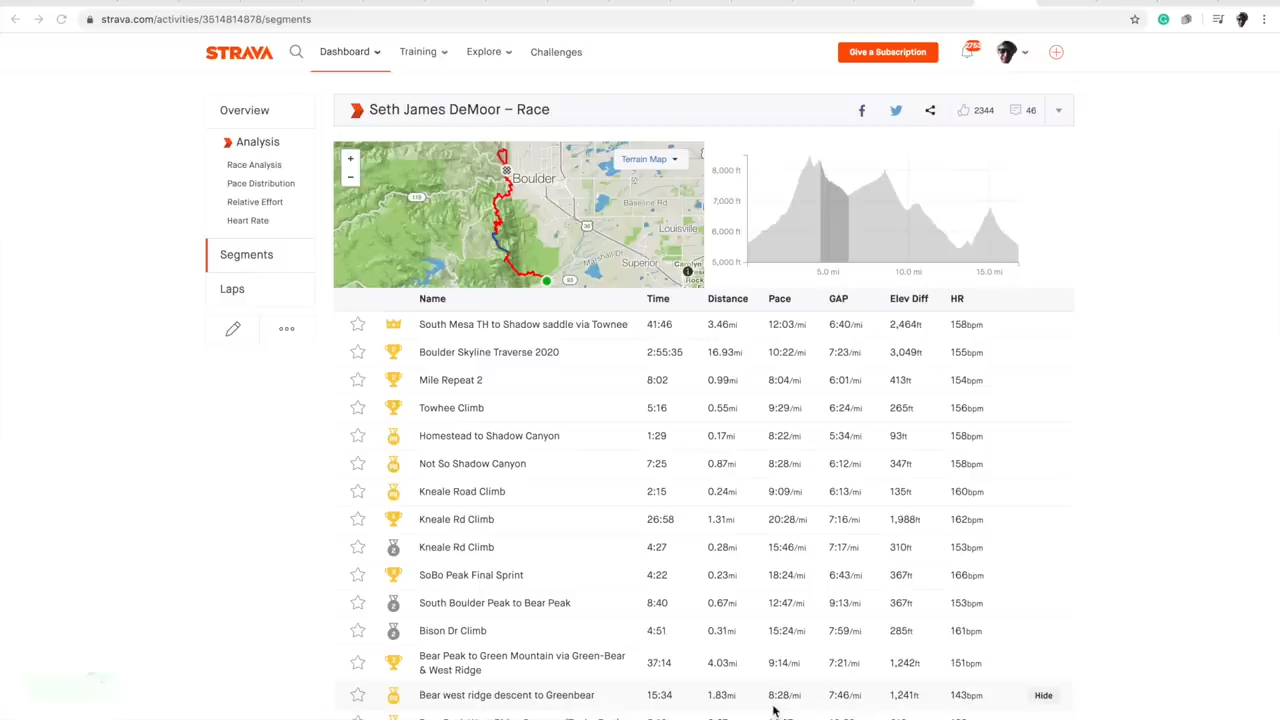 strava.com/activities/3514814878/segments
STRAVA Dashboard Training Explore Challenges Give a Subscription
Overview
Analysis
Race Analysis
Pace Distribution
Relative Effort
Heart Rate
Segments
Laps
Seth James DeMoor – Race 2344 46
+
−
Terrain Map
Boulder
119
Baseline Rd
36
Louisville
Marshall Dr
Superior
93
8,000 ft
7,000 ft
6,000 ft
5,000 ft
5.0 mi 10.0 mi 15.0 mi
Name Time Distance Pace GAP Elev Diff HR
South Mesa TH to Shadow saddle via Townee 41:46 3.46mi 12:03/mi 6:40/mi 2,464ft 158bpm
Boulder Skyline Traverse 2020 2:55:35 16.93mi 10:22/mi 7:23/mi 3,049ft 155bpm
Mile Repeat 2 8:02 0.99mi 8:04/mi 6:01/mi 413ft 154bpm
Towhee Climb 5:16 0.55mi 9:29/mi 6:24/mi 265ft 156bpm
Homestead to Shadow Canyon 1:29 0.17mi 8:22/mi 5:34/mi 93ft 158bpm
Not So Shadow Canyon 7:25 0.87mi 8:28/mi 6:12/mi 347ft 158bpm
Kneale Road Climb 2:15 0.24mi 9:09/mi 6:13/mi 135ft 160bpm
Kneale Rd Climb 26:58 1.31mi 20:28/mi 7:16/mi 1,988ft 162bpm
Kneale Rd Climb 4:27 0.28mi 15:46/mi 7:17/mi 310ft 153bpm
SoBo Peak Final Sprint 4:22 0.23mi 18:24/mi 6:43/mi 367ft 166bpm
South Boulder Peak to Bear Peak 8:40 0.67mi 12:47/mi 9:13/mi 367ft 153bpm
Bison Dr Climb 4:51 0.31mi 15:24/mi 7:59/mi 285ft 161bpm
Bear Peak to Green Mountain via Green-Bear
& West Ridge 37:14 4.03mi 9:14/mi 7:21/mi 1,242ft 151bpm
Bear west ridge descent to Greenbear 15:34 1.83mi 8:28/mi 7:46/mi 1,241ft 143bpm Hide